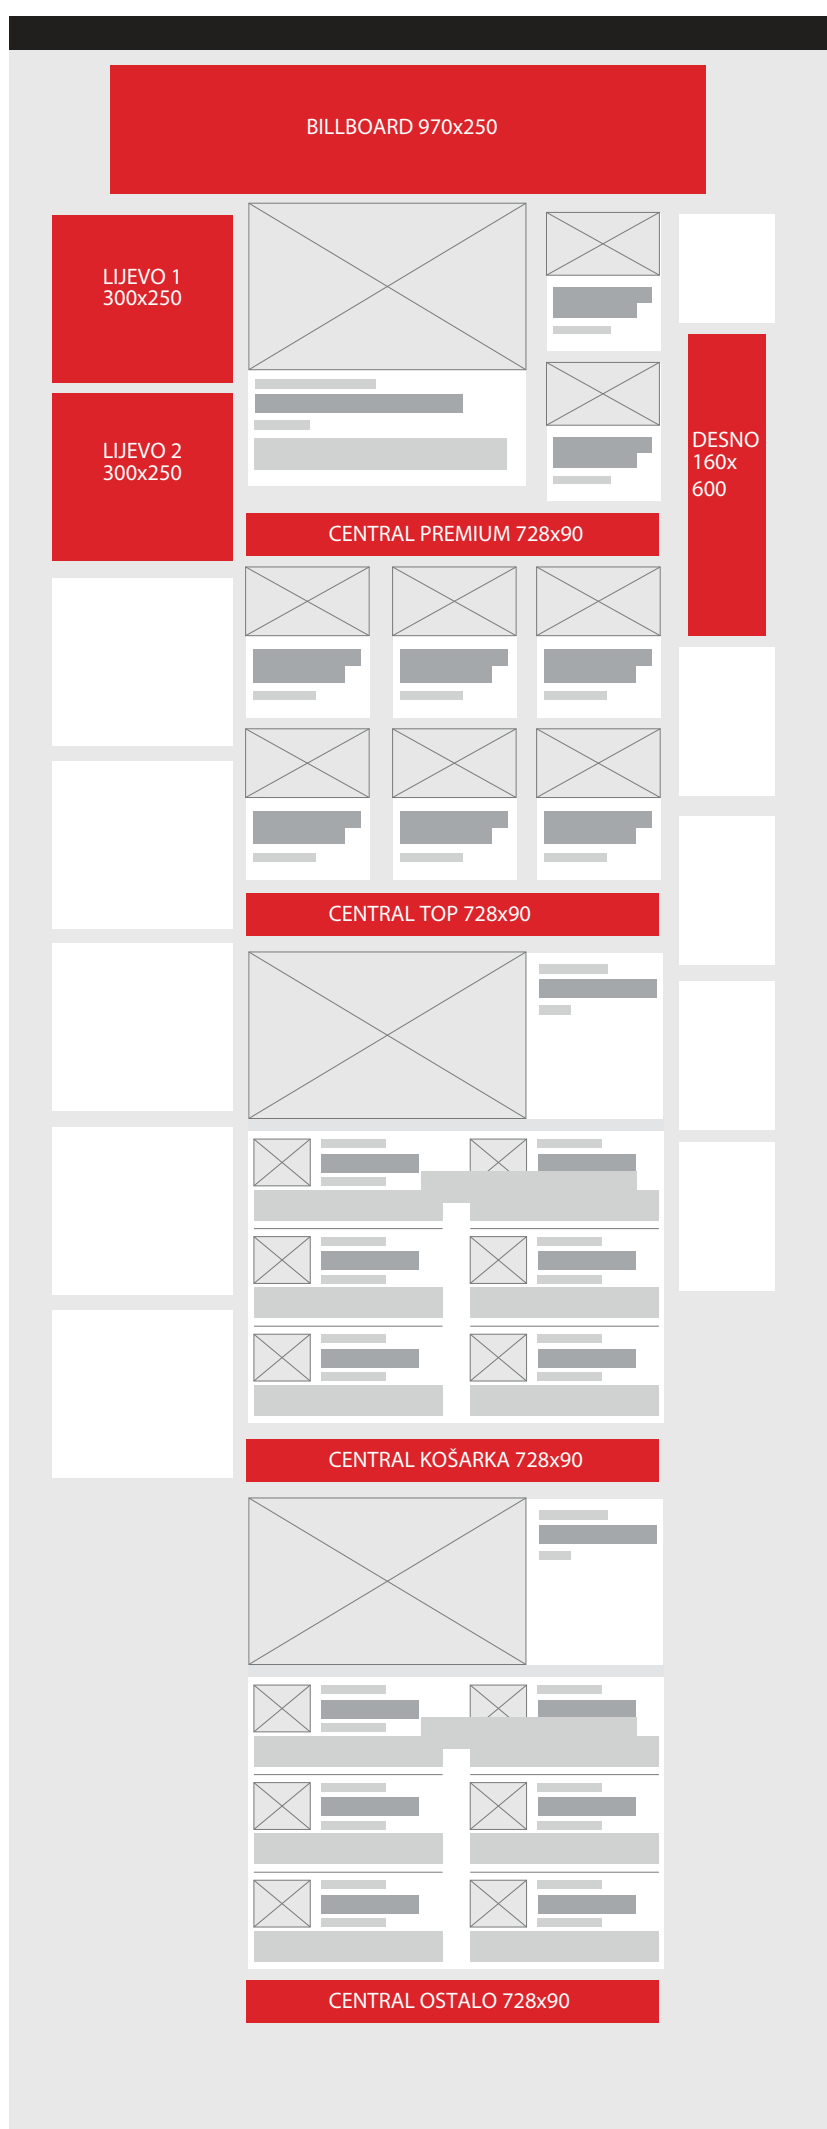 BILLBOARD 970x250
LIJEVO 1
300x250
LIJEVO 2
300x250
DESNO
160x
600
CENTRAL PREMIUM 728x90
CENTRAL TOP 728x90
CENTRAL KOŠARKA 728x90
CENTRAL OSTALO 728x90